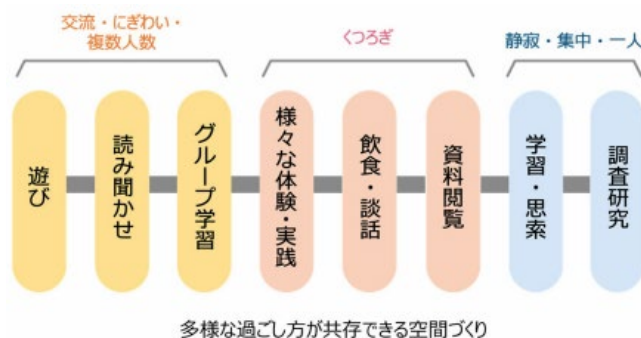 交流・にぎわい・
複数人数
くつろぎ
静寂・集中・一人
遊び
読み聞かせ
グループ学習
様々な体験・実践
飲食・談話
資料閲覧
学習・思索
調査研究
多様な過ごし方が共存できる空間づくり